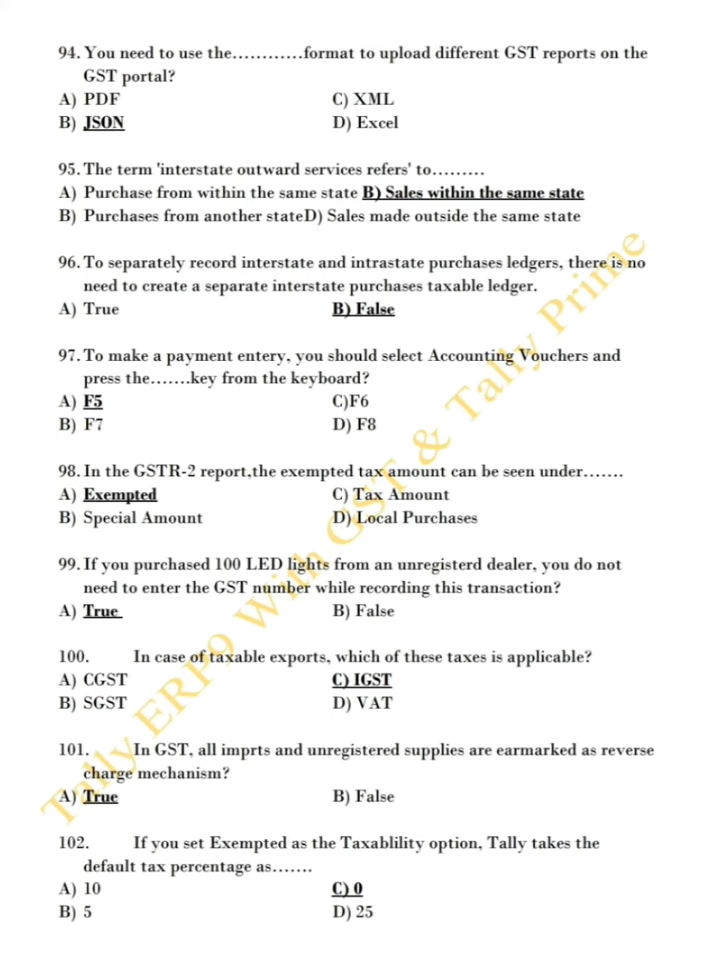 94. You need to use the............format to upload different GST reports on the
GST portal?
A) PDF C) XML
B) JSON D) Excel
95. The term 'interstate outward services refers' to.........
A) Purchase from within the same state B) Sales within the same state
B) Purchases from another stateD) Sales made outside the same state
96. To separately record interstate and intrastate purchases ledgers, there is no
need to create a separate interstate purchases taxable ledger.
A) True B) False
97. To make a payment entery, you should select Accounting Vouchers and
press the.......key from the keyboard?
A) F5 C)F6
B) F7 D) F8
98. In the GSTR-2 report,the exempted tax amount can be seen under.......
A) Exempted C) Tax Amount
B) Special Amount D) Local Purchases
99. If you purchased 100 LED lights from an unregisterd dealer, you do not
need to enter the GST number while recording this transaction?
A) True B) False
100. In case of taxable exports, which of these taxes is applicable?
A) CGST C) IGST
B) SGST D) VAT
101. In GST, all imprts and unregistered supplies are earmarked as reverse
charge mechanism?
A) True B) False
102. If you set Exempted as the Taxablility option, Tally takes the
default tax percentage as.......
A) 10 C) 0
B) 5 D) 25
Tally ERP9 With GST & Tally Prime